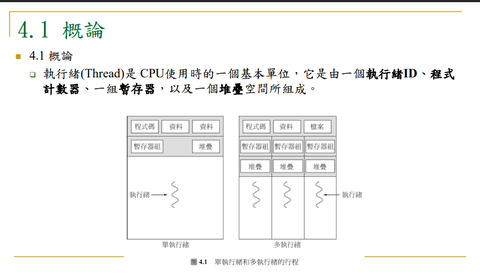 4.1 概論
4.1 概論
執行緒(Thread)是 CPU使用時的一個基本單位，它是由一個執行緒ID、程式
計數器、一組暫存器，以及一個堆疊空間所組成。
程式碼 資料 資料
暫存器組 堆疊
執行緒
單執行緒
程式碼 資料 檔案
暫存器組 暫存器組 暫存器組
堆疊 堆疊 堆疊
執行緒
多執行緒
圖 4.1 單執行緒和多執行緒的行程